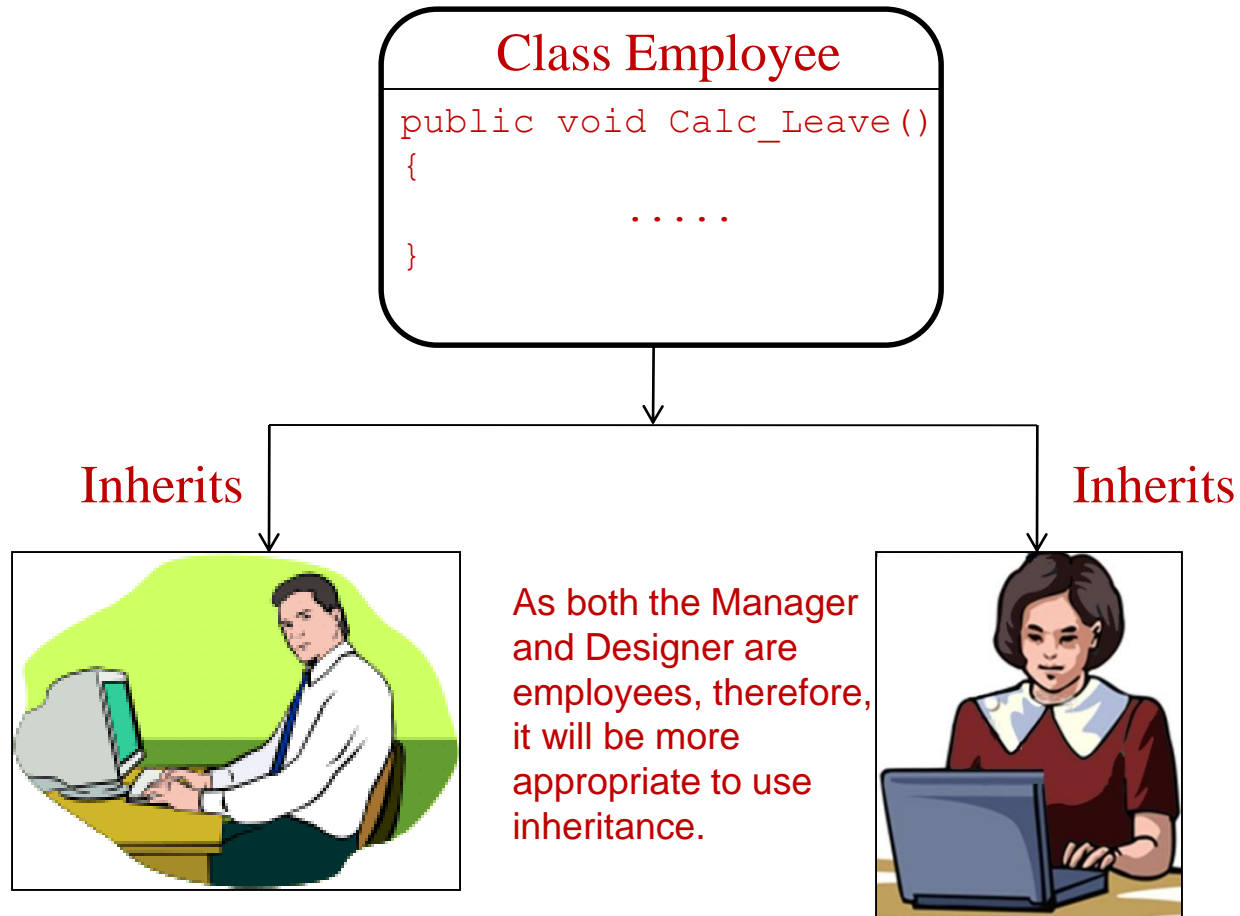 Class Employee
public void Calc_Leave()
{
.....
}
Inherits
Inherits
As both the Manager
and Designer are
employees, therefore,
it will be more
appropriate to use
inheritance.